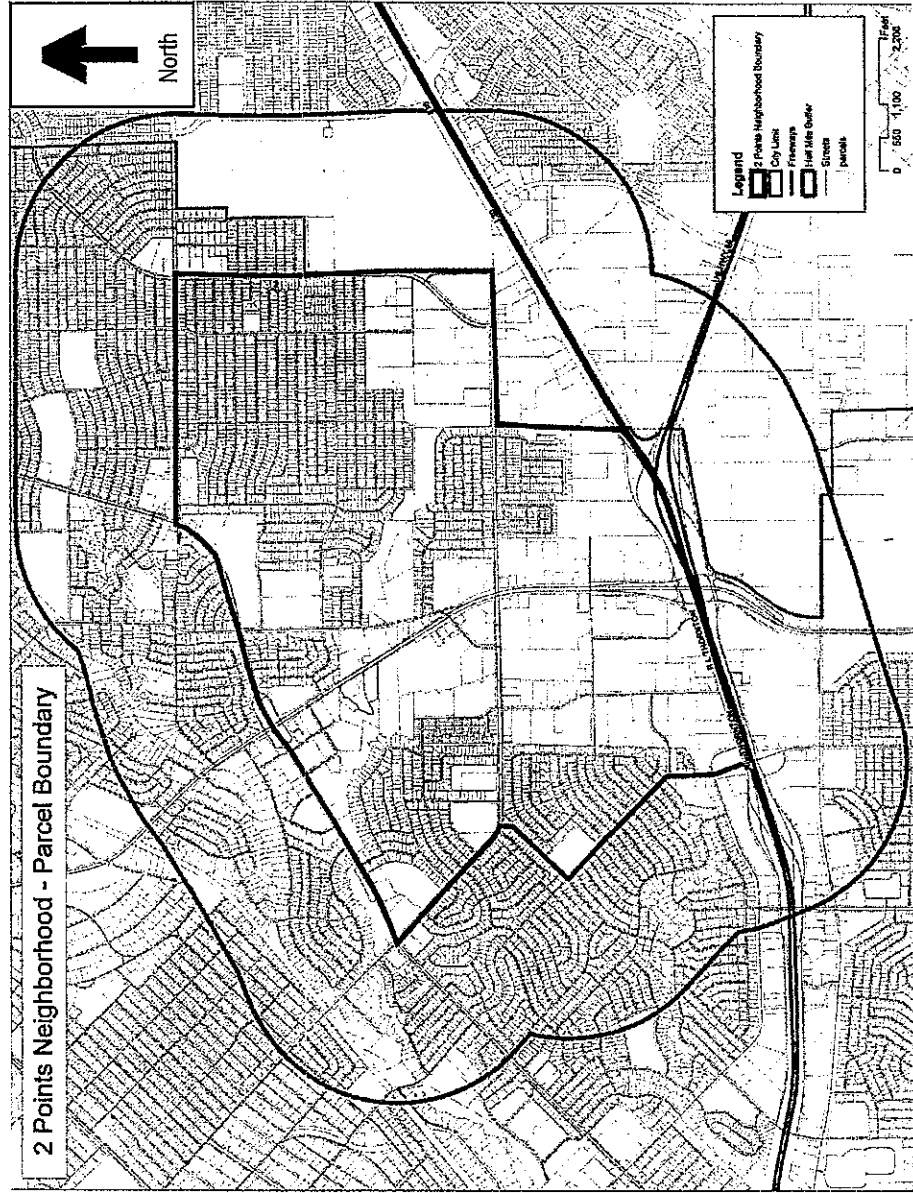 2 Points Neighborhood - Parcel Boundary
North
Legend
2 Points Neighborhood Boundary
City Limit
Freeways
Half Mile Buffer
Streets
parcels
Feet
0 550 1,100 2,200